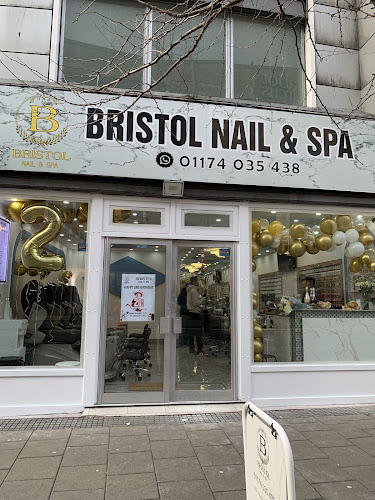 B
BRISTOL
NAIL & SPA
BRISTOL NAIL & SPA
01174 035 438
2
B